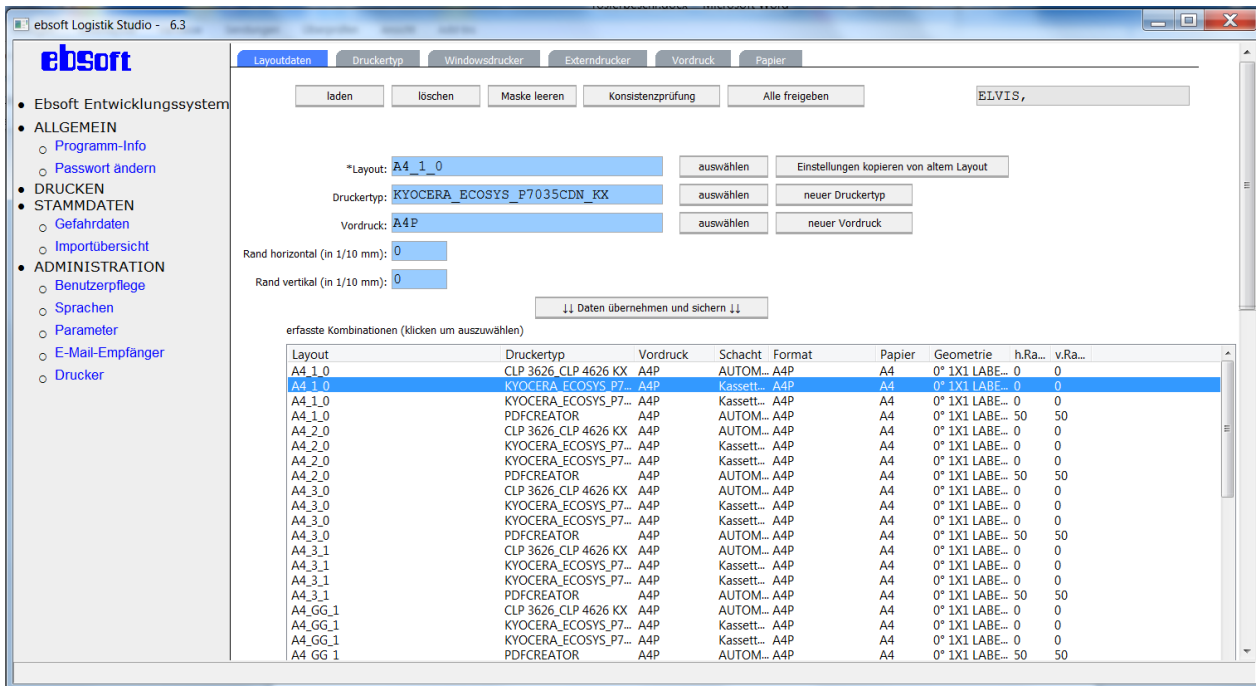 ebsoft Logistik Studio - 6.3
ebsoft
Ebsoft Entwicklungssystem
ALLGEMEIN
Programm-Info
Passwort ändern
DRUCKEN
STAMMDATEN
Gefahrdaten
Importübersicht
ADMINISTRATION
Benutzerpflege
Sprachen
Parameter
E-Mail-Empfänger
Drucker
Layoutdaten Druckertyp Windowsdrucker Externdrucker Vordruck Papier
laden löschen Maske leeren Konsistenzprüfung Alle freigeben ELVIS,
*Layout: A4_1_0 auswählen Einstellungen kopieren von altem Layout
Druckertyp: KYOCERA_ECOSYS_P7035CDN_KX auswählen neuer Druckertyp
Vordruck: A4P auswählen neuer Vordruck
Rand horizontal (in 1/10 mm): 0
Rand vertikal (in 1/10 mm): 0
↓↓ Daten übernehmen und sichern ↓↓
erfasste Kombinationen (klicken um auszuwählen)
Layout Druckertyp Vordruck Schacht Format Papier Geometrie h.Ra... v.Ra...
A4_1_0 CLP 3626_CLP 4626 KX A4P AUTOM... A4P A4 0° 1X1 LABE... 0 0
A4_1_0 KYOCERA_ECOSYS_P7... A4P Kassett... A4P A4 0° 1X1 LABE... 0 0
A4_1_0 KYOCERA_ECOSYS_P7... A4P Kassett... A4P A4 0° 1X1 LABE... 0 0
A4_1_0 PDFCREATOR A4P AUTOM... A4P A4 0° 1X1 LABE... 50 50
A4_2_0 CLP 3626_CLP 4626 KX A4P AUTOM... A4P A4 0° 1X1 LABE... 0 0
A4_2_0 KYOCERA_ECOSYS_P7... A4P Kassett... A4P A4 0° 1X1 LABE... 0 0
A4_2_0 KYOCERA_ECOSYS_P7... A4P Kassett... A4P A4 0° 1X1 LABE... 0 0
A4_2_0 PDFCREATOR A4P AUTOM... A4P A4 0° 1X1 LABE... 50 50
A4_3_0 CLP 3626_CLP 4626 KX A4P AUTOM... A4P A4 0° 1X1 LABE... 0 0
A4_3_0 KYOCERA_ECOSYS_P7... A4P Kassett... A4P A4 0° 1X1 LABE... 0 0
A4_3_0 KYOCERA_ECOSYS_P7... A4P Kassett... A4P A4 0° 1X1 LABE... 0 0
A4_3_0 PDFCREATOR A4P AUTOM... A4P A4 0° 1X1 LABE... 50 50
A4_3_1 CLP 3626_CLP 4626 KX A4P AUTOM... A4P A4 0° 1X1 LABE... 0 0
A4_3_1 KYOCERA_ECOSYS_P7... A4P Kassett... A4P A4 0° 1X1 LABE... 0 0
A4_3_1 KYOCERA_ECOSYS_P7... A4P Kassett... A4P A4 0° 1X1 LABE... 0 0
A4_3_1 PDFCREATOR A4P AUTOM... A4P A4 0° 1X1 LABE... 50 50
A4_GG_1 CLP 3626_CLP 4626 KX A4P AUTOM... A4P A4 0° 1X1 LABE... 0 0
A4_GG_1 KYOCERA_ECOSYS_P7... A4P Kassett... A4P A4 0° 1X1 LABE... 0 0
A4_GG_1 KYOCERA_ECOSYS_P7... A4P Kassett... A4P A4 0° 1X1 LABE... 0 0
A4_GG_1 PDFCREATOR A4P AUTOM... A4P A4 0° 1X1 LABE... 50 50